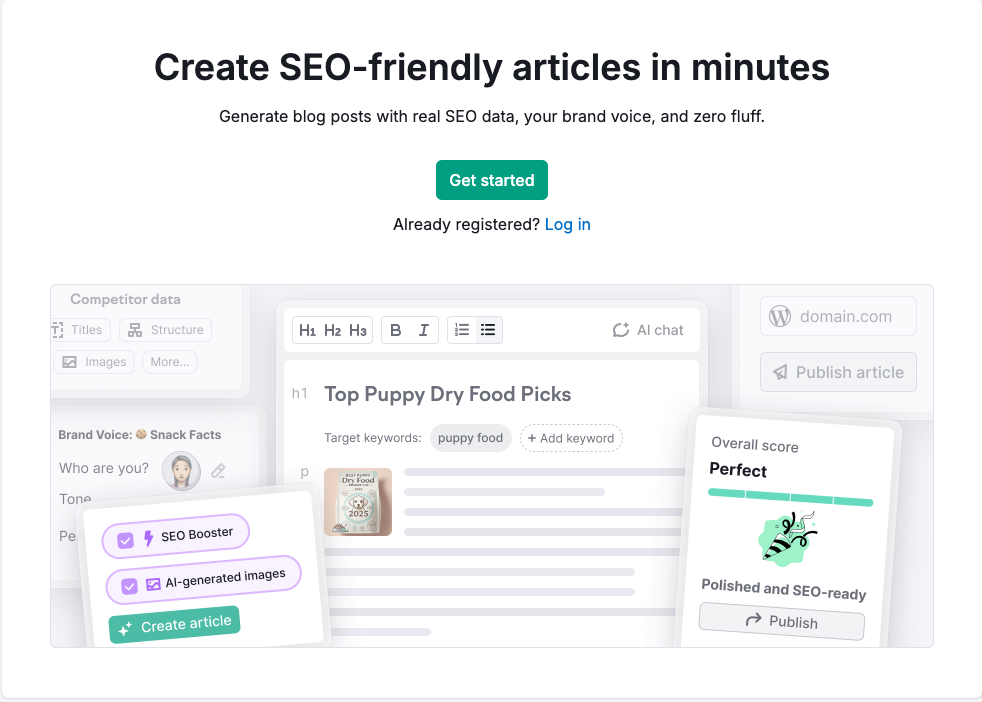 Create SEO-friendly articles in minutes
Generate blog posts with real SEO data, your brand voice, and zero fluff.
Get started
Already registered? Log in
Competitor data
Titles
Structure
Images
More...
Brand Voice: Snack Facts
Who are you?
Tone
Pe
SEO Booster
AI-generated images
Create article
H1 H2 H3
B I
AI chat
h1
Top Puppy Dry Food Picks
Target keywords: puppy food + Add keyword
p
BEST PUPPY
Dry Food
2025
domain.com
Publish article
Overall score
Perfect
Polished and SEO-ready
Publish